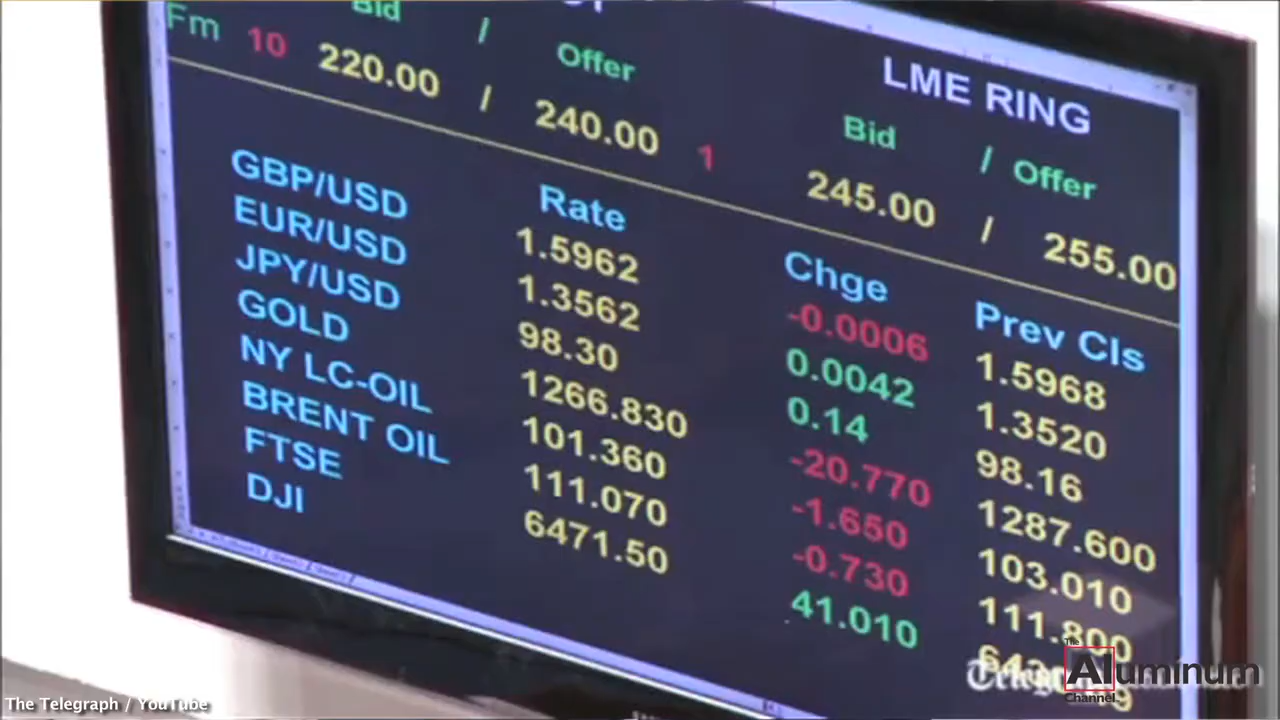 Bid / Offer
LME RING
Fm 10 220.00 / 240.00
Bid / Offer
1 245.00 / 255.00
Rate Chge Prev Cls
GBP/USD 1.5962 -0.0006 1.5968
EUR/USD 1.3562 0.0042 1.3520
JPY/USD 98.30 0.14 98.16
GOLD 1266.830 -20.770 1287.600
NY LC-OIL 101.360 -1.650 103.010
BRENT OIL 111.070 -0.730 111.800
FTSE 6471.50 41.010
DJI
The Aluminum Channel
The Telegraph / YouTube